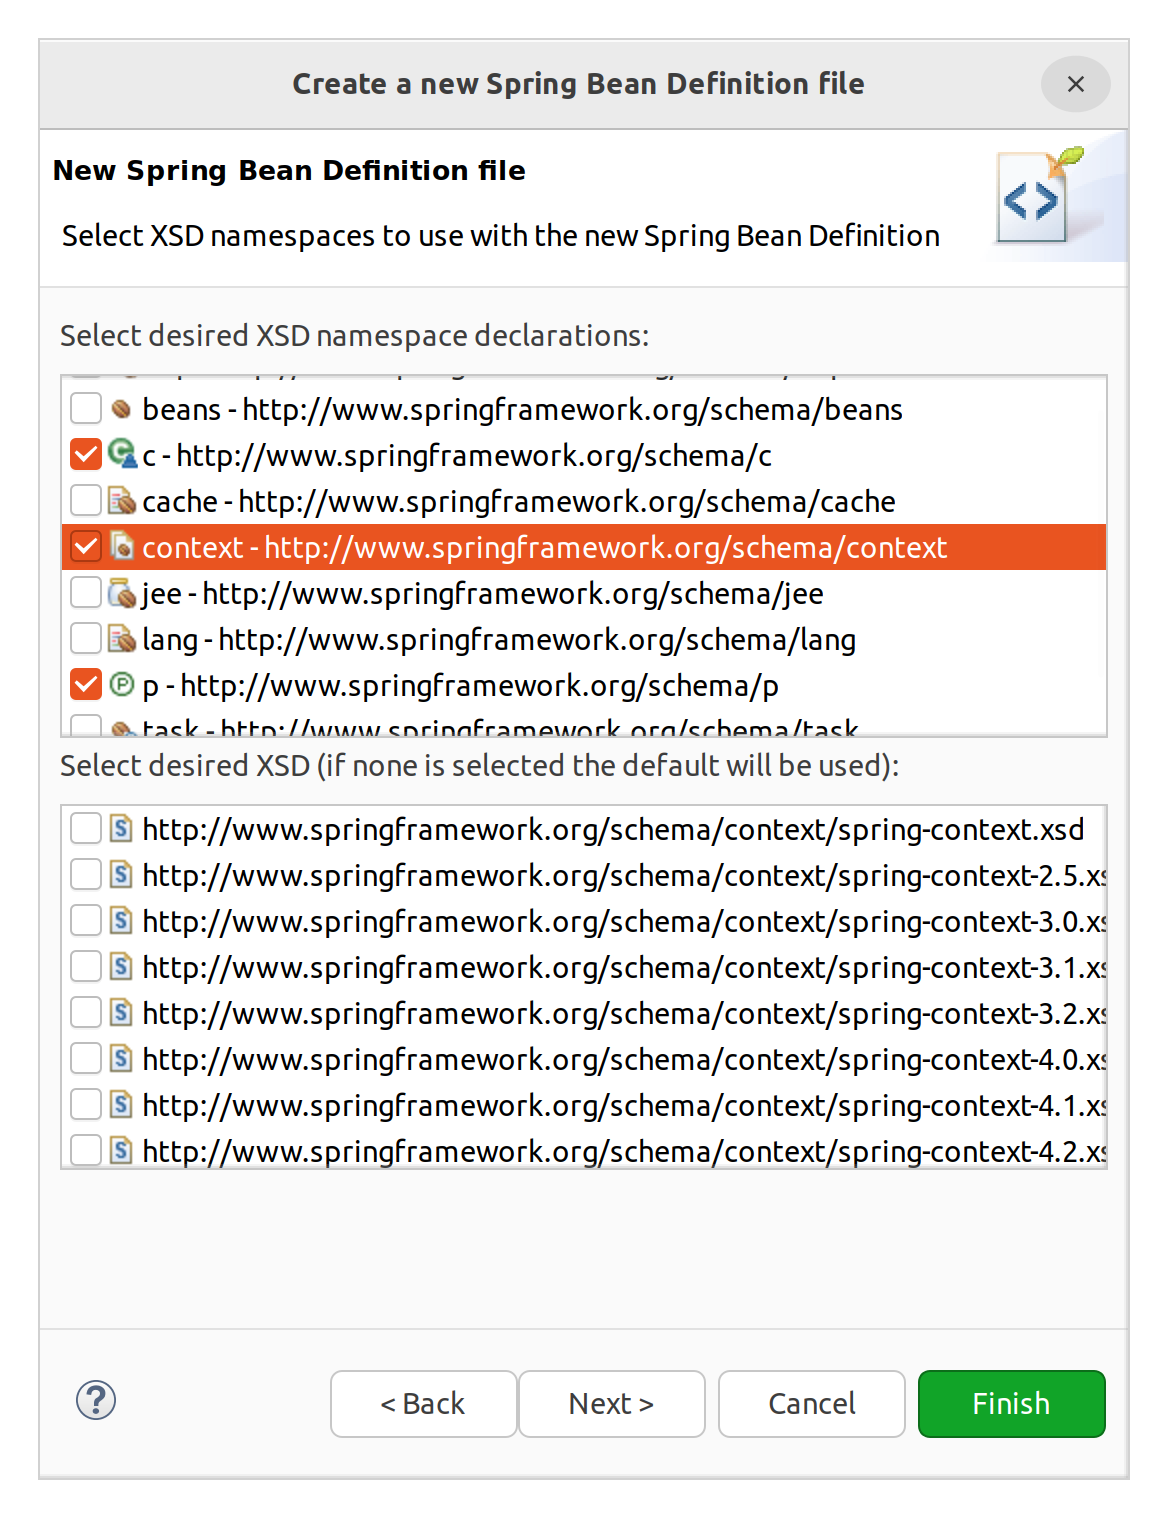 Create a new Spring Bean Definition file
New Spring Bean Definition file
Select XSD namespaces to use with the new Spring Bean Definition
Select desired XSD namespace declarations:
beans - http://www.springframework.org/schema/beans
c - http://www.springframework.org/schema/c
cache - http://www.springframework.org/schema/cache
context - http://www.springframework.org/schema/context
jee - http://www.springframework.org/schema/jee
lang - http://www.springframework.org/schema/lang
p - http://www.springframework.org/schema/p
task - http://www.springframework.org/schema/task
Select desired XSD (if none is selected the default will be used):
http://www.springframework.org/schema/context/spring-context.xsd
http://www.springframework.org/schema/context/spring-context-2.5.xs
http://www.springframework.org/schema/context/spring-context-3.0.xs
http://www.springframework.org/schema/context/spring-context-3.1.xs
http://www.springframework.org/schema/context/spring-context-3.2.xs
http://www.springframework.org/schema/context/spring-context-4.0.xs
http://www.springframework.org/schema/context/spring-context-4.1.xs
http://www.springframework.org/schema/context/spring-context-4.2.xs
< Back
Next >
Cancel
Finish